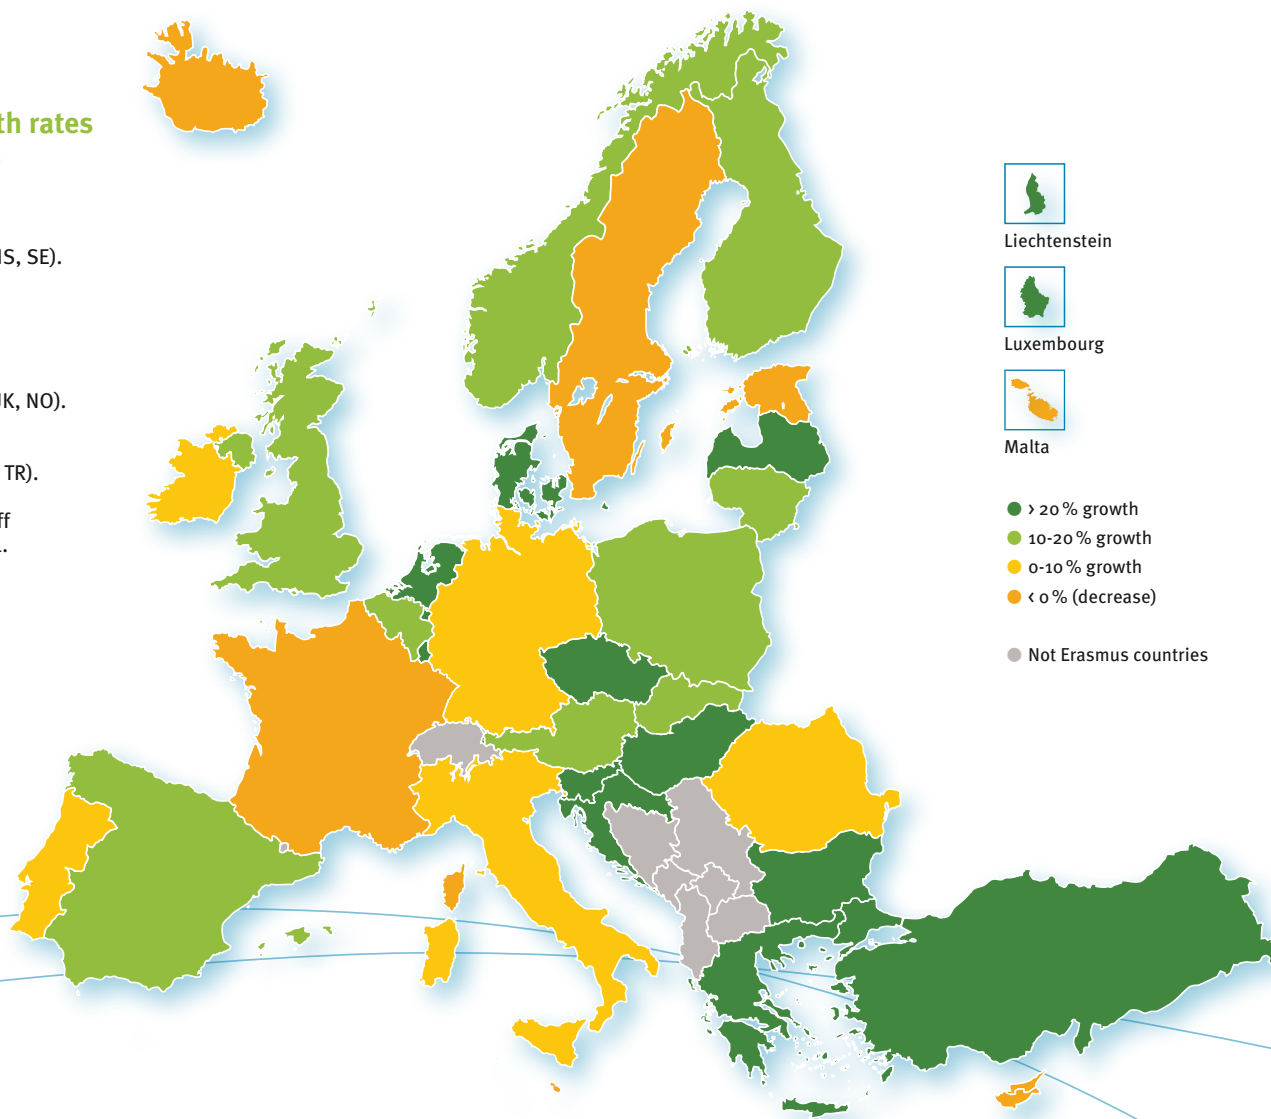 th rates
IS, SE).
JK, NO).
TR).
ff
.
Liechtenstein
Luxembourg
Malta
> 20 % growth
10-20 % growth
0-10 % growth
< 0 % (decrease)
Not Erasmus countries